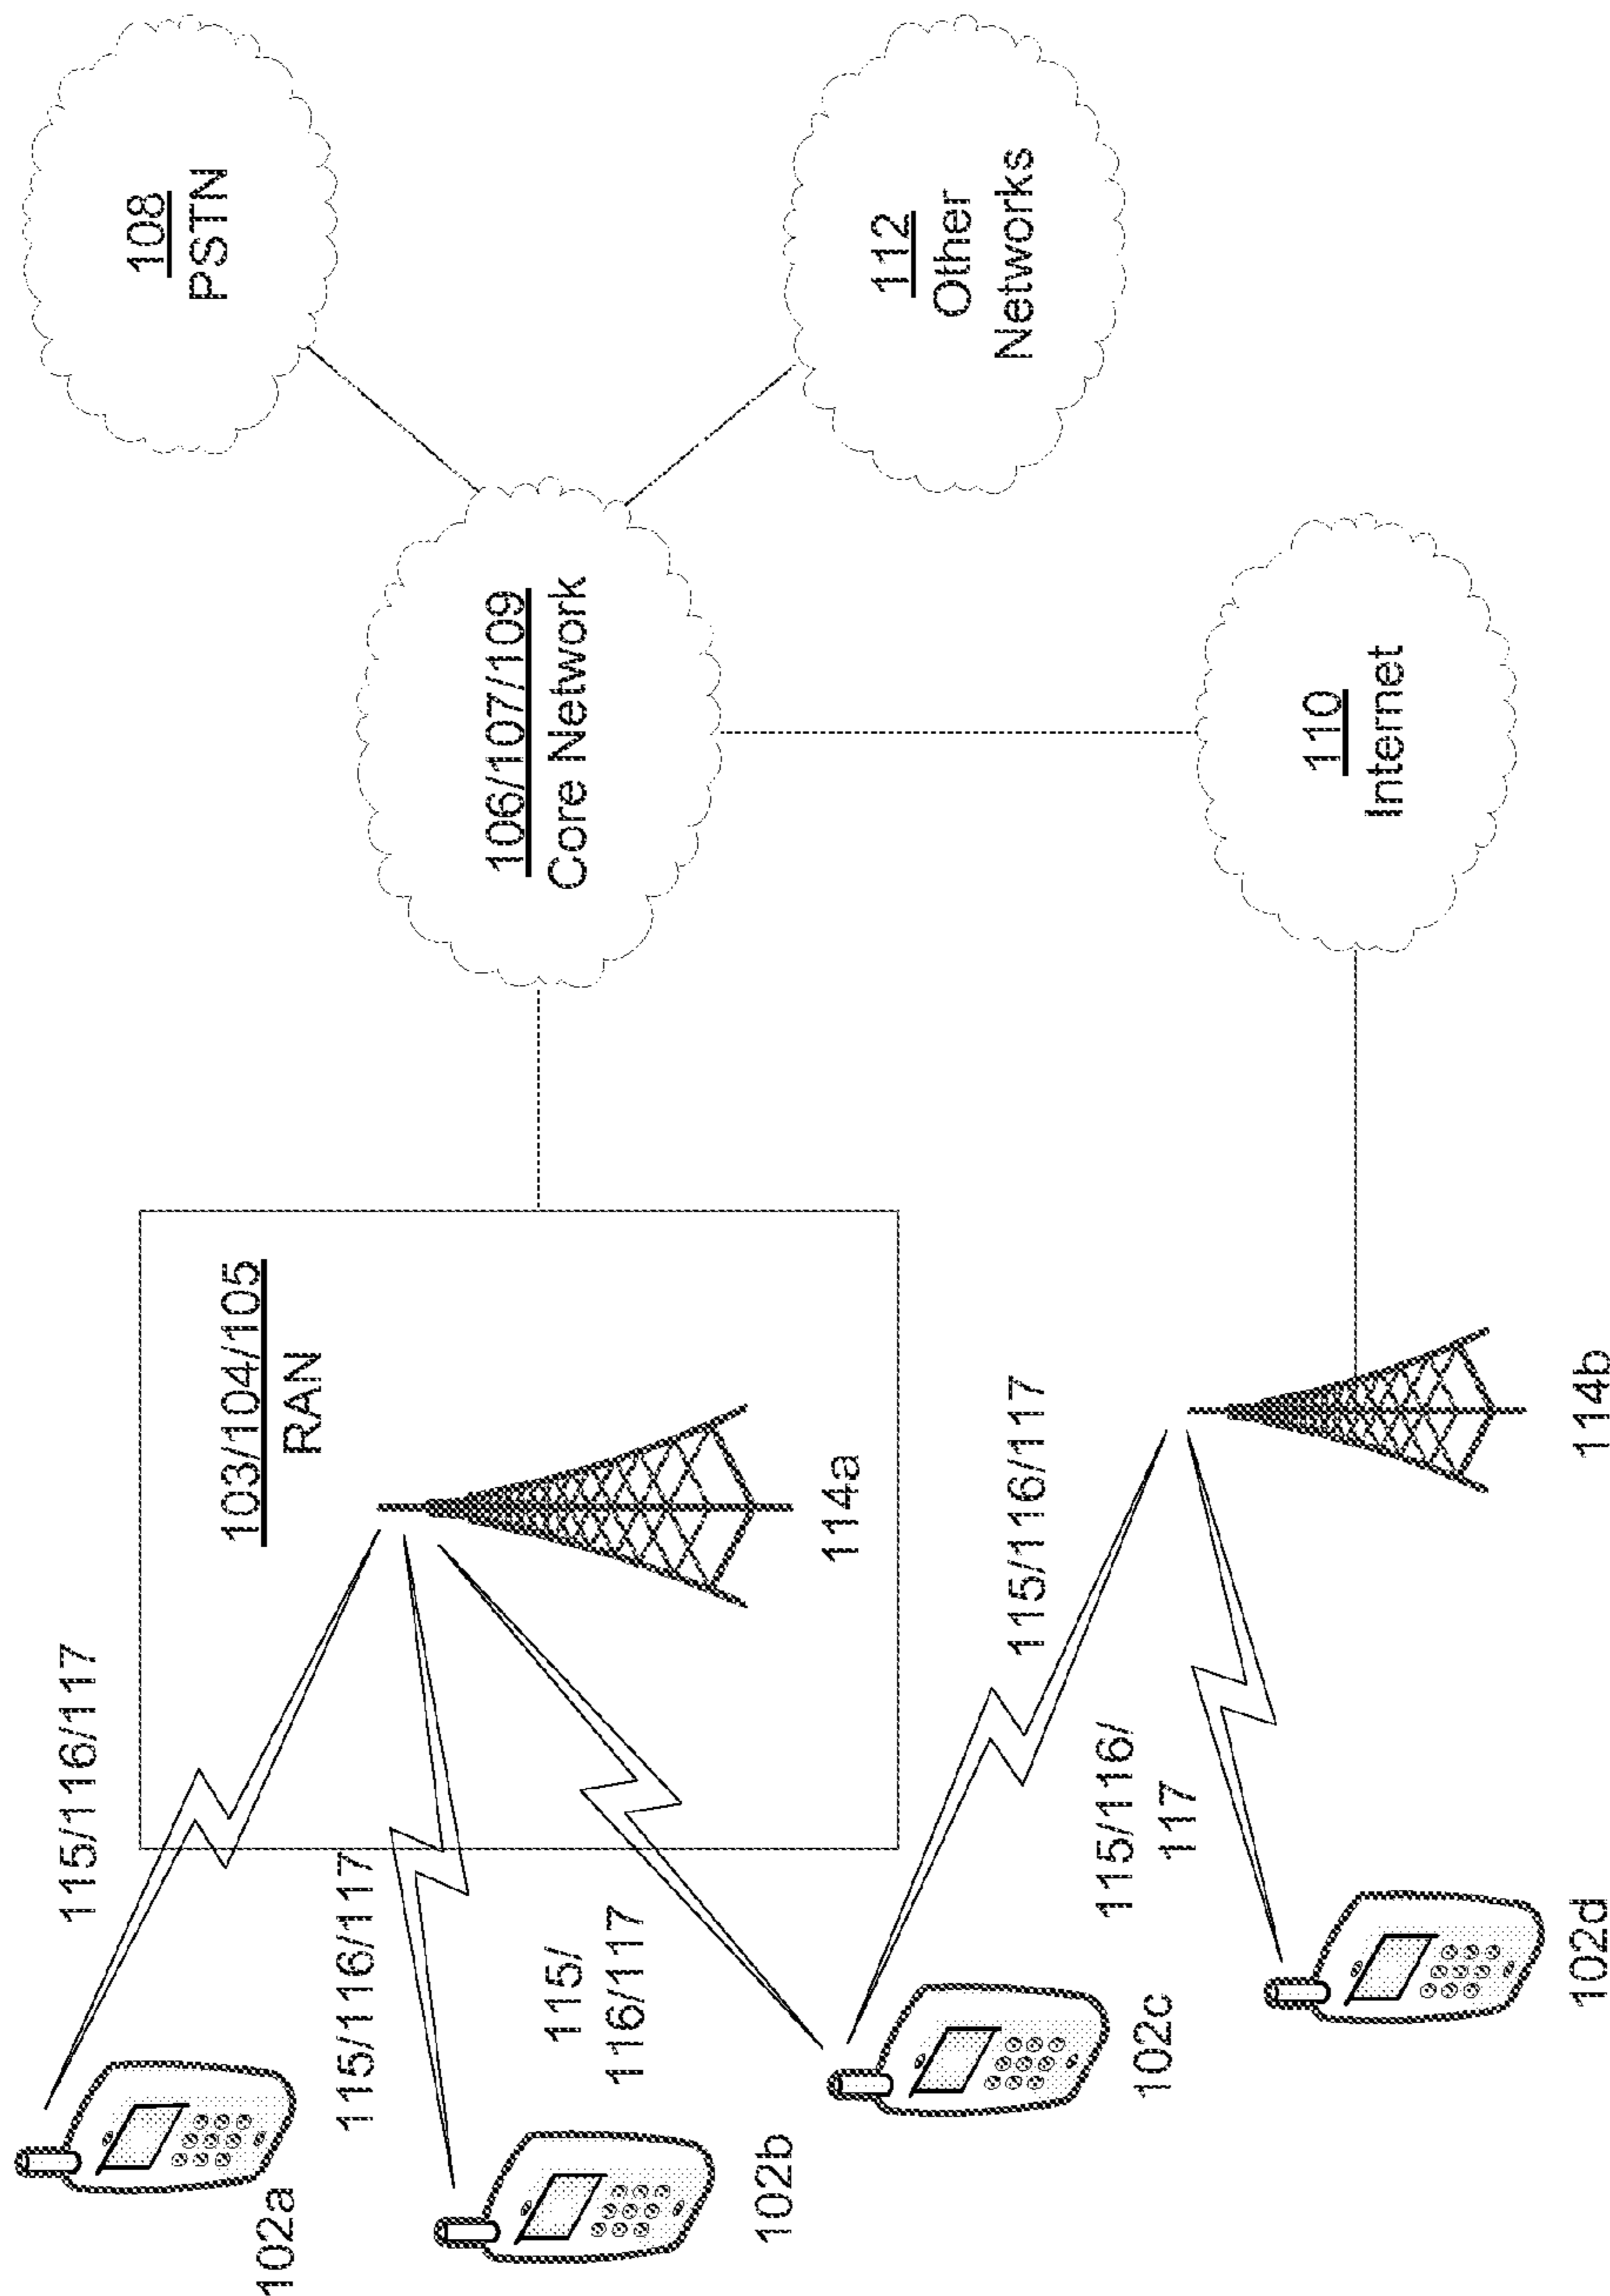 102a
115/116/117
103/104/105
RAN
108
PSTN
102b
115/116/117
115/
116/117
114a
106/107/109
Core Network
112
Other
Networks
102c
115/116/117
115/116/
117
102d
114b
110
Internet